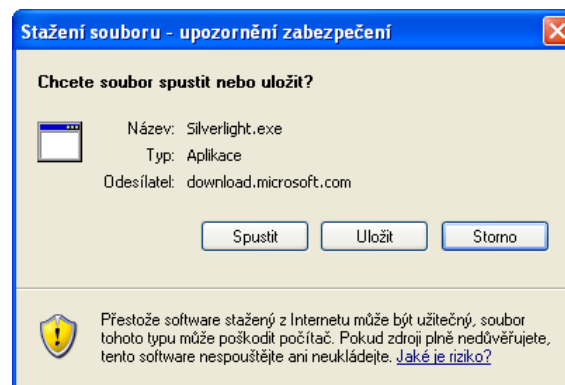 Stažení souboru - upozornění zabezpečení
Chcete soubor spustit nebo uložit?
Název: Silverlight.exe
Typ: Aplikace
Odesílatel: download.microsoft.com
Spustit Uložit Storno
Přestože software stažený z Internetu může být užitečný, soubor
tohoto typu může poškodit počítač. Pokud zdroji plně nedůvěřujete,
tento software nespouštějte ani neukládejte. Jaké je riziko?